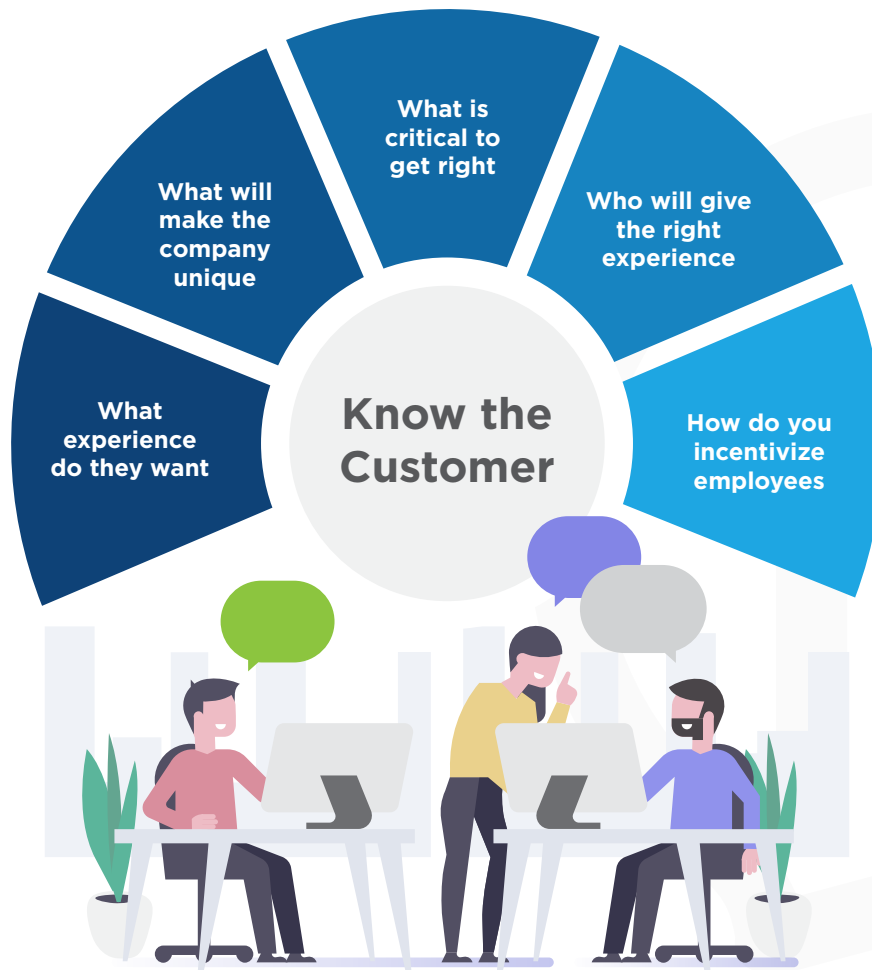 What
experience
do they want
What will
make the
company
unique
What is
critical to
get right
Who will give
the right
experience
How do you
incentivize
employees
Know the
Customer